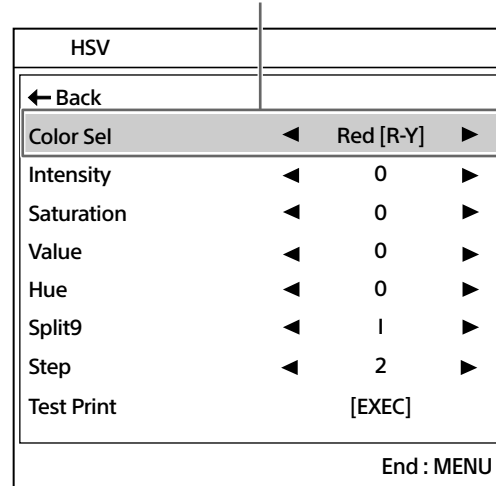 HSV
← Back
Color Sel ◀ Red [R-Y] ▶
Intensity ◀ 0 ▶
Saturation ◀ 0 ▶
Value ◀ 0 ▶
Hue ◀ 0 ▶
Split9 ◀ I ▶
Step ◀ 2 ▶
Test Print [EXEC]
End : MENU